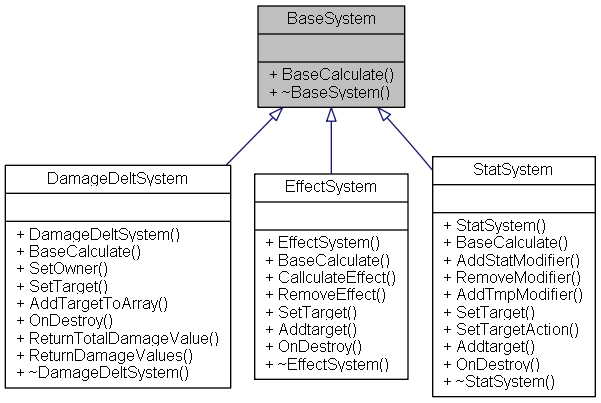 BaseSystem
+ BaseCalculate()
+ ~BaseSystem()
DamageDeltSystem
+ DamageDeltSystem()
+ BaseCalculate()
+ SetOwner()
+ SetTarget()
+ AddTargetToArray()
+ OnDestroy()
+ ReturnTotalDamageValue()
+ ReturnDamageValues()
+ ~DamageDeltSystem()
EffectSystem
+ EffectSystem()
+ BaseCalculate()
+ CallculateEffect()
+ RemoveEffect()
+ SetTarget()
+ Addtarget()
+ OnDestroy()
+ ~EffectSystem()
StatSystem
+ StatSystem()
+ BaseCalculate()
+ AddStatModifier()
+ RemoveModifier()
+ AddTmpModifier()
+ SetTarget()
+ SetTargetAction()
+ Addtarget()
+ OnDestroy()
+ ~StatSystem()